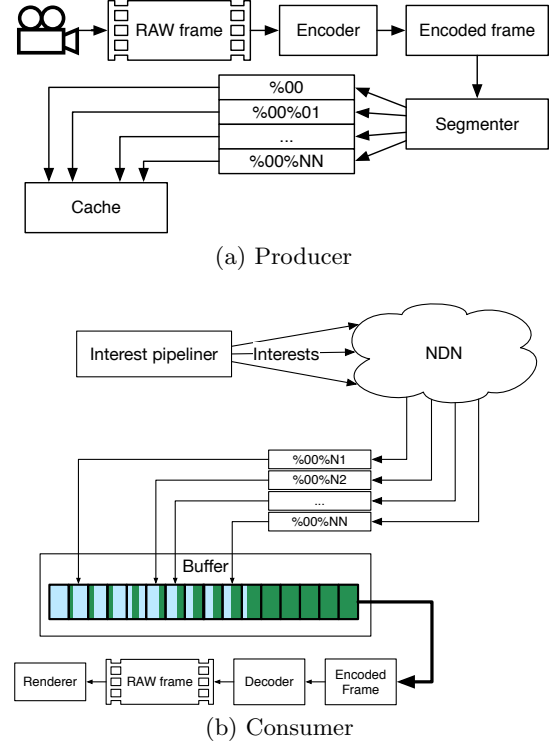 RAW frame
Encoder
Encoded frame
%00
%00%01
...
%00%NN
Segmenter
Cache
(a) Producer
Interest pipeliner
Interests
NDN
%00%N1
%00%N2
...
%00%NN
Buffer
Renderer
RAW frame
Decoder
Encoded
Frame
(b) Consumer